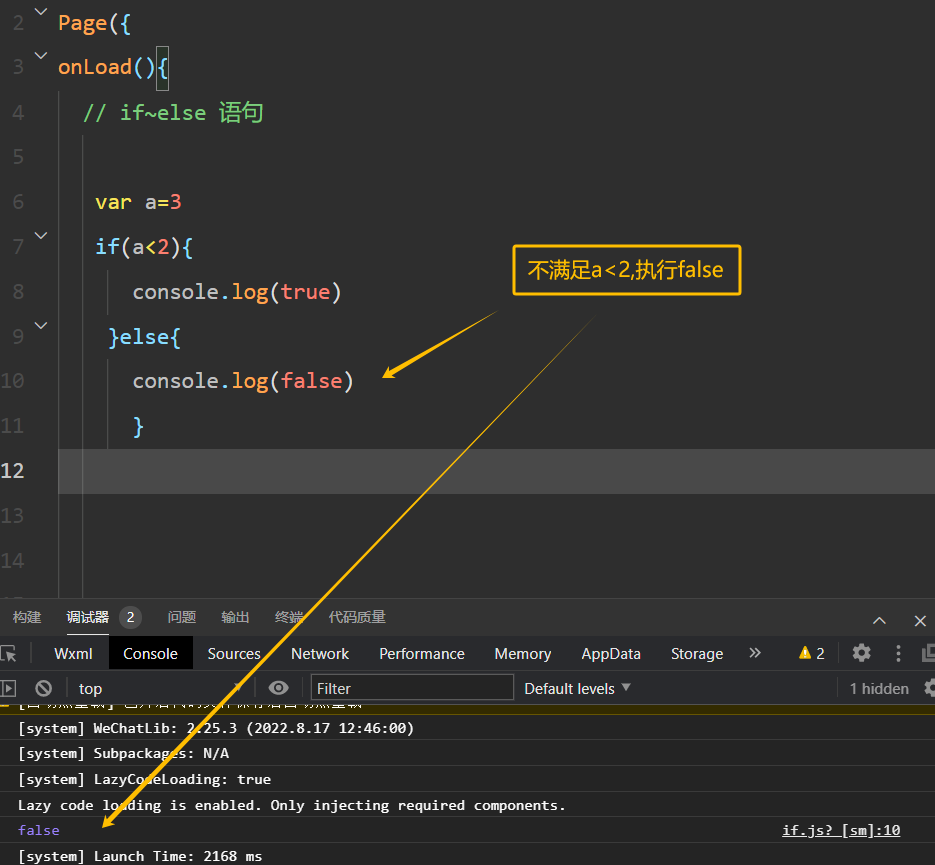 2 Page({
3 onLoad(){
4 // if~else 语句
5
6 var a=3
7 if(a<2){
不满足a<2,执行false
8 console.log(true)
9 }else{
10 console.log(false)
11 }
12
13
14
构建 调试器 2 问题 输出 终端 代码质量
Wxml Console Sources Network Performance Memory AppData Storage 2
top Filter Default levels 1 hidden
[system] WeChatLib: 2.25.3 (2022.8.17 12:46:00)
[system] Subpackages: N/A
[system] LazyCodeLoading: true
Lazy code loading is enabled. Only injecting required components.
false if.js? [sm]:10
[system] Launch Time: 2168 ms